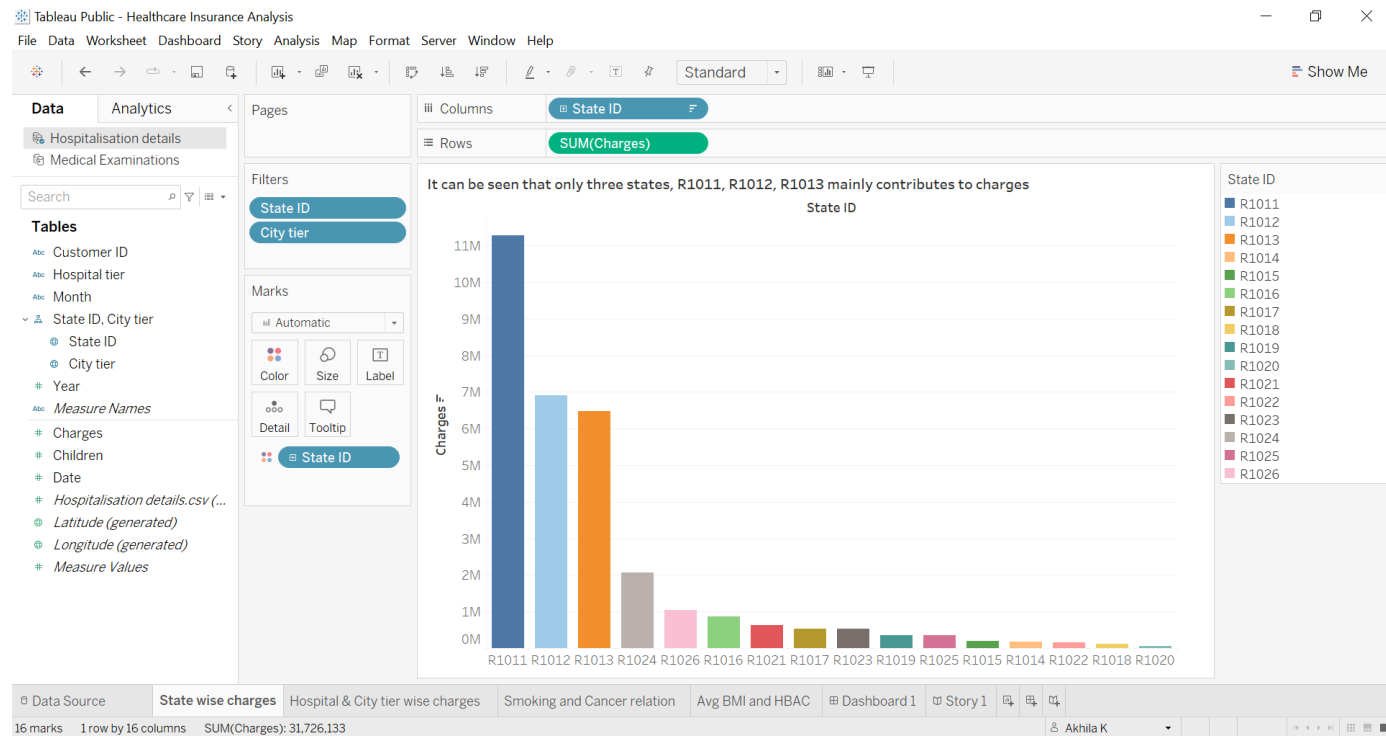 Tableau Public - Healthcare Insurance Analysis
File Data Worksheet Dashboard Story Analysis Map Format Server Window Help
Standard
Show Me
Data Analytics
Hospitalisation details
Medical Examinations
Search
Tables
Abc Customer ID
Abc Hospital tier
Abc Month
State ID, City tier
State ID
City tier
# Year
Abc Measure Names
# Charges
# Children
# Date
# Hospitalisation details.csv (...
Latitude (generated)
Longitude (generated)
# Measure Values
Pages
Filters
State ID
City tier
Marks
Automatic
Color Size Label
Detail Tooltip
State ID
Columns State ID
Rows SUM(Charges)
It can be seen that only three states, R1011, R1012, R1013 mainly contributes to charges
State ID
Charges
11M
10M
9M
8M
7M
6M
5M
4M
3M
2M
1M
0M
R1011 R1012 R1013 R1024 R1026 R1016 R1021 R1017 R1023 R1019 R1025 R1015 R1014 R1022 R1018 R1020
State ID
R1011
R1012
R1013
R1014
R1015
R1016
R1017
R1018
R1019
R1020
R1021
R1022
R1023
R1024
R1025
R1026
Data Source State wise charges Hospital & City tier wise charges Smoking and Cancer relation Avg BMI and HBAC Dashboard 1 Story 1
16 marks 1 row by 16 columns SUM(Charges): 31,726,133 Akhila K